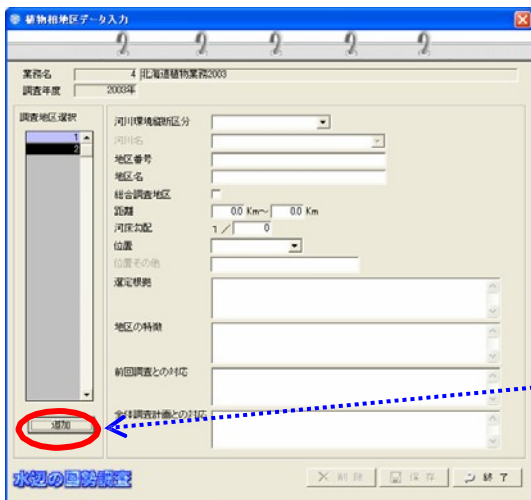 植物相地区データ入力
業務名 4 北海道植物業務2003
調査年度 2003年
調査地区選択
1
2
追加
河川環境縦断区分
河川名
地区番号
地区名
総合調査地区
距離 0.0 Km～ 0.0 Km
河床勾配 1／ 0
位置
位置その他
選定根拠
地区の特徴
前回調査との対応
全体調査計画との対応
水辺の国勢調査
削除 保存 終了